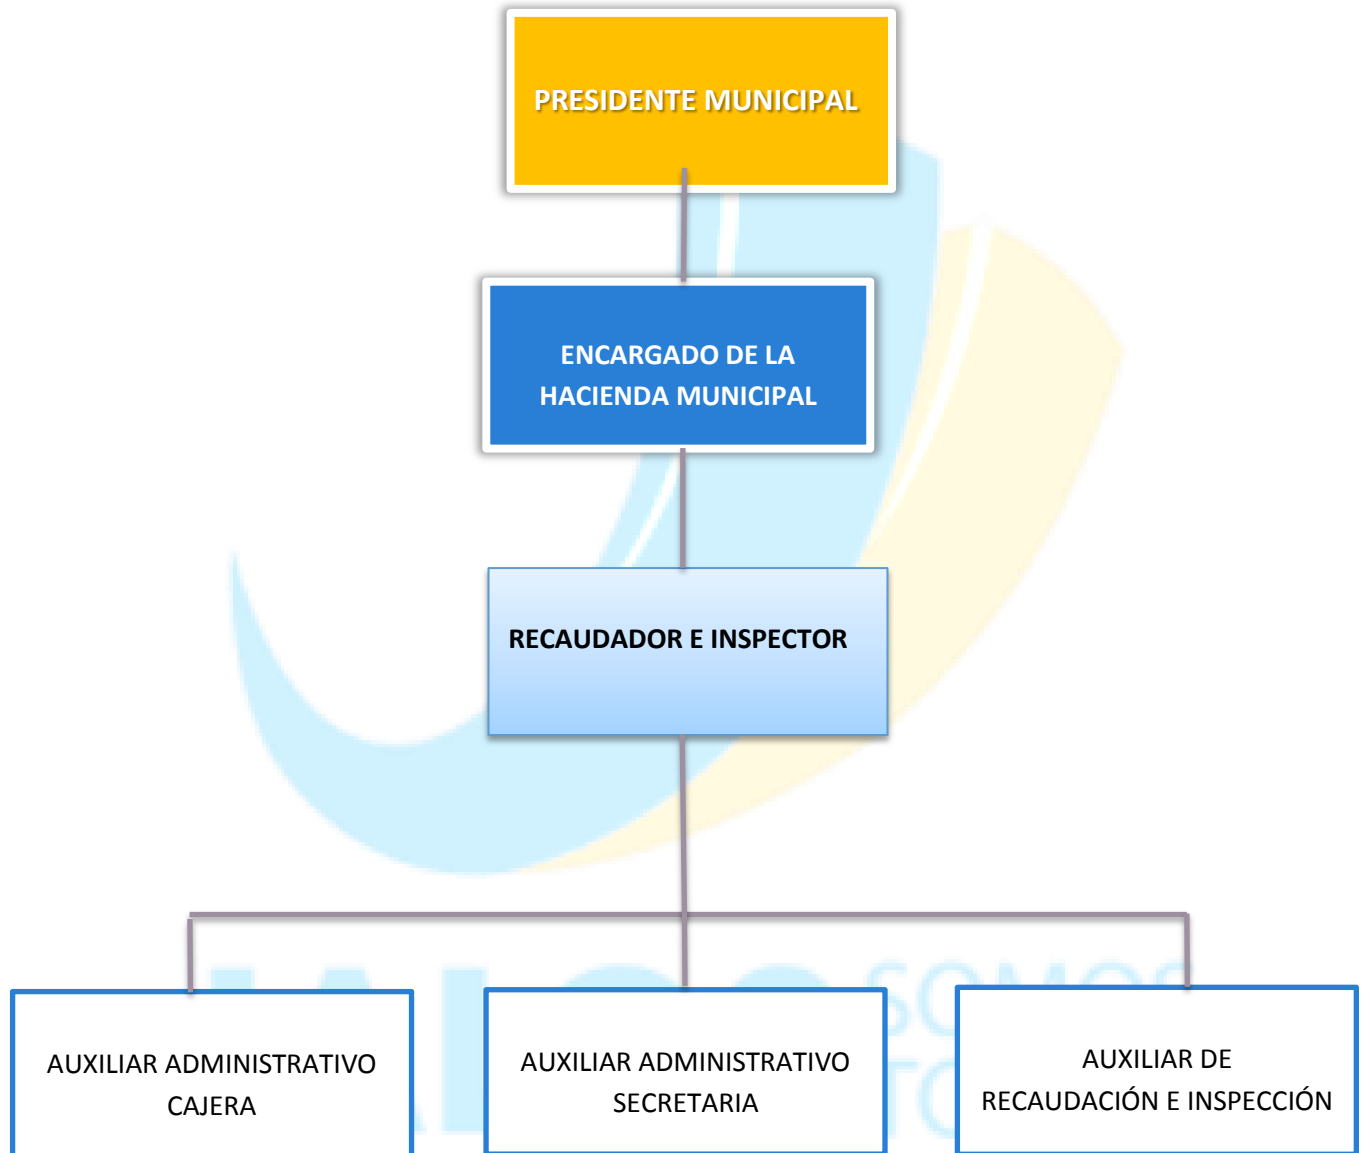 PRESIDENTE MUNICIPAL
ENCARGADO DE LA
HACIENDA MUNICIPAL
RECAUDADOR E INSPECTOR
SOMOS
AUXILIAR ADMINISTRATIVO
CAJERA
AUXILIAR ADMINISTRATIVO
SECRETARIA
AUXILIAR DE
RECAUDACIÓN E INSPECCIÓN